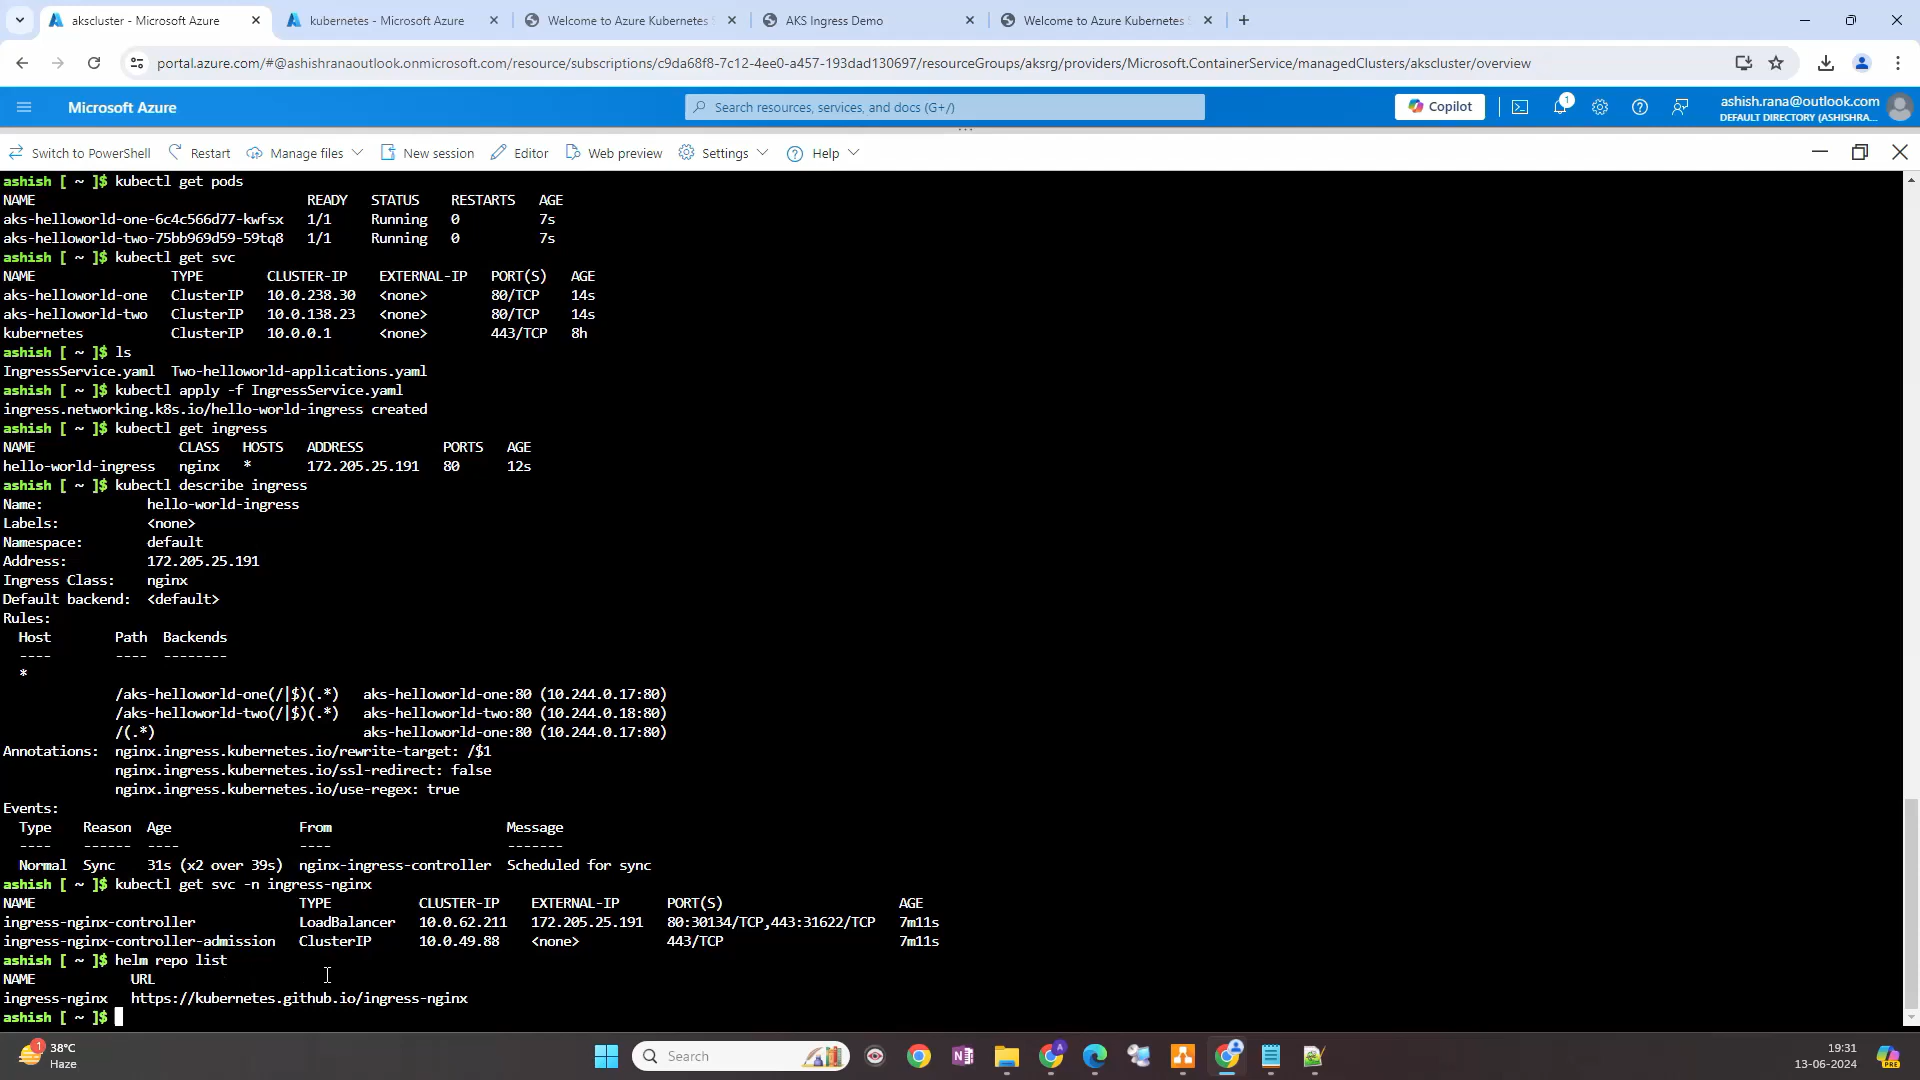 akscluster - Microsoft Azure
kubernetes - Microsoft Azure
Welcome to Azure Kubernetes S
AKS Ingress Demo
Welcome to Azure Kubernetes S
portal.azure.com/#@ashishranaoutlook.onmicrosoft.com/resource/subscriptions/c9da68f8-7c12-4ee0-a457-193dad130697/resourceGroups/aksrg/providers/Microsoft.ContainerService/managedClusters/akscluster/overview
Microsoft Azure
Search resources, services, and docs (G+/)
Copilot
1
ashish.rana@outlook.com
DEFAULT DIRECTORY (ASHISHRA...
Switch to PowerShell Restart Manage files New session Editor Web preview Settings Help
ashish [ ~ ]$ kubectl get pods
NAME READY STATUS RESTARTS AGE
aks-helloworld-one-6c4c566d77-kwfsx 1/1 Running 0 7s
aks-helloworld-two-75bb969d59-59tq8 1/1 Running 0 7s
ashish [ ~ ]$ kubectl get svc
NAME TYPE CLUSTER-IP EXTERNAL-IP PORT(S) AGE
aks-helloworld-one ClusterIP 10.0.238.30 <none> 80/TCP 14s
aks-helloworld-two ClusterIP 10.0.138.23 <none> 80/TCP 14s
kubernetes ClusterIP 10.0.0.1 <none> 443/TCP 8h
ashish [ ~ ]$ ls
IngressService.yaml Two-helloworld-applications.yaml
ashish [ ~ ]$ kubectl apply -f IngressService.yaml
ingress.networking.k8s.io/hello-world-ingress created
ashish [ ~ ]$ kubectl get ingress
NAME CLASS HOSTS ADDRESS PORTS AGE
hello-world-ingress nginx * 172.205.25.191 80 12s
ashish [ ~ ]$ kubectl describe ingress
Name: hello-world-ingress
Labels: <none>
Namespace: default
Address: 172.205.25.191
Ingress Class: nginx
Default backend: <default>
Rules:
Host Path Backends
---- ---- --------
*
/aks-helloworld-one(/|$)(.*) aks-helloworld-one:80 (10.244.0.17:80)
/aks-helloworld-two(/|$)(.*) aks-helloworld-two:80 (10.244.0.18:80)
/(.*) aks-helloworld-one:80 (10.244.0.17:80)
Annotations: nginx.ingress.kubernetes.io/rewrite-target: /$1
nginx.ingress.kubernetes.io/ssl-redirect: false
nginx.ingress.kubernetes.io/use-regex: true
Events:
Type Reason Age From Message
---- ------ ---- ---- -------
Normal Sync 31s (x2 over 39s) nginx-ingress-controller Scheduled for sync
ashish [ ~ ]$ kubectl get svc -n ingress-nginx
NAME TYPE CLUSTER-IP EXTERNAL-IP PORT(S) AGE
ingress-nginx-controller LoadBalancer 10.0.62.211 172.205.25.191 80:30134/TCP,443:31622/TCP 7m11s
ingress-nginx-controller-admission ClusterIP 10.0.49.88 <none> 443/TCP 7m11s
ashish [ ~ ]$ helm repo list
NAME URL
ingress-nginx https://kubernetes.github.io/ingress-nginx
ashish [ ~ ]$
1
38°C
Haze
Search
19:31
13-06-2024